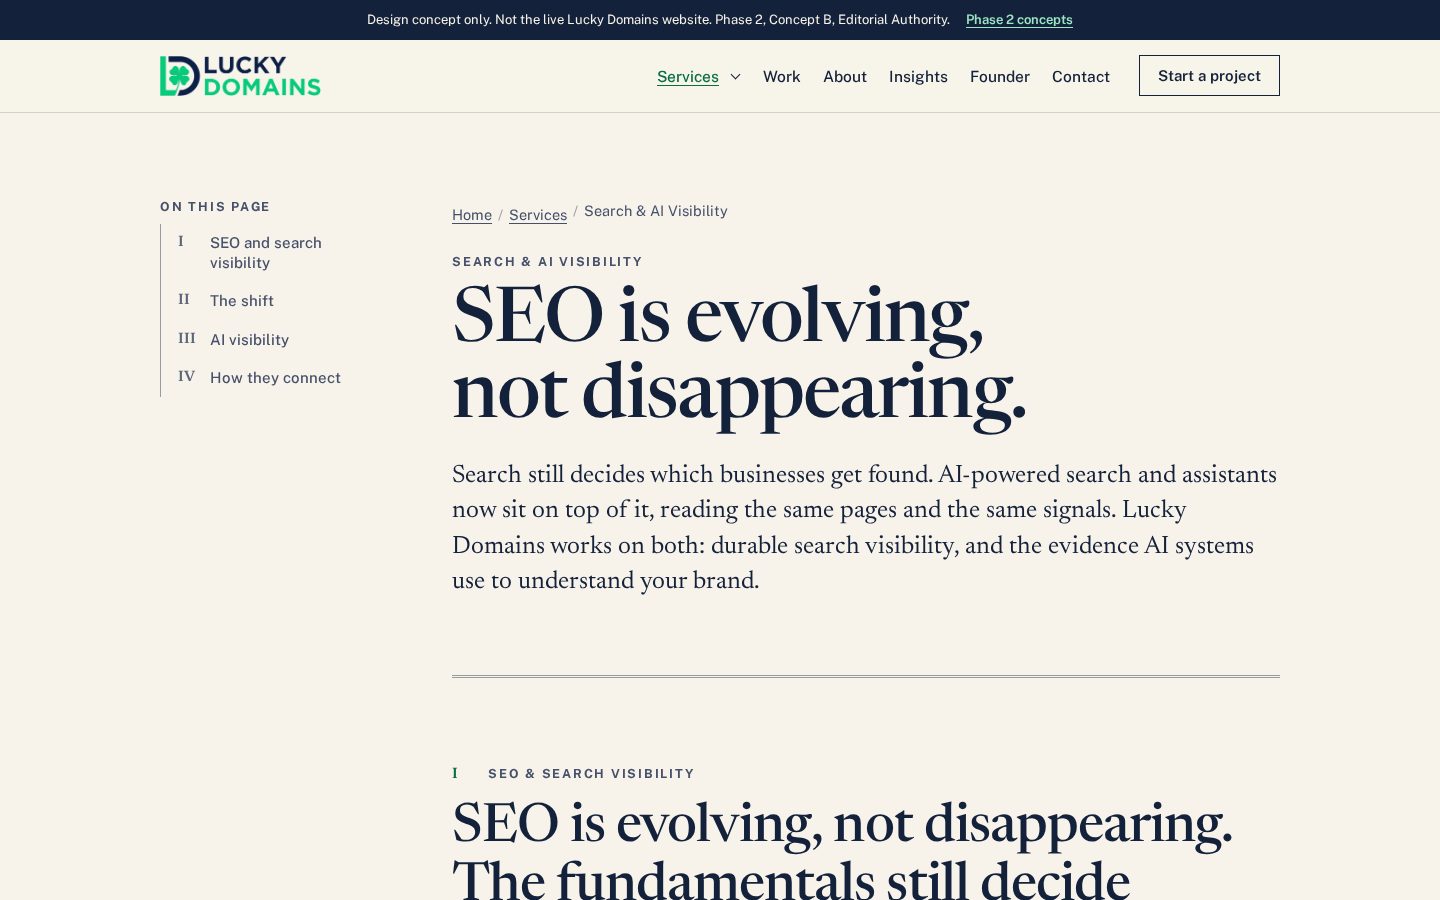 Design concept only. Not the live Lucky Domains website. Phase 2, Concept B, Editorial Authority. Phase 2 concepts
LUCKY
DOMAINS
Services Work About Insights Founder Contact Start a project
ON THIS PAGE
I SEO and search
visibility
II The shift
III AI visibility
IV How they connect
Home / Services / Search & AI Visibility
SEARCH & AI VISIBILITY
SEO is evolving,
not disappearing.
Search still decides which businesses get found. AI-powered search and assistants
now sit on top of it, reading the same pages and the same signals. Lucky
Domains works on both: durable search visibility, and the evidence AI systems
use to understand your brand.
I SEO & SEARCH VISIBILITY
SEO is evolving, not disappearing.
The fundamentals still decide